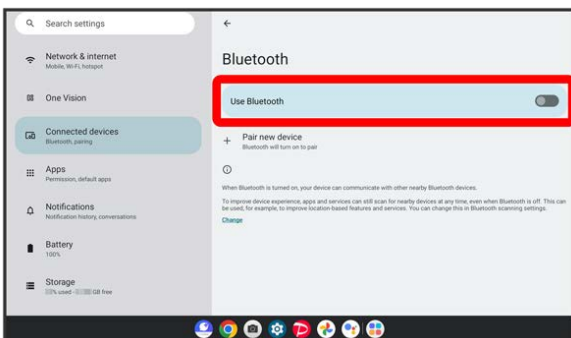 Search settings
Network & internet
Mobile, Wi-Fi, hotspot
One Vision
Connected devices
Bluetooth, pairing
Apps
Permission, default apps
Notifications
Notification history, conversations
Battery
100%
Storage
% used - GB free
Bluetooth
Use Bluetooth
Pair new device
Bluetooth will turn on to pair
When Bluetooth is turned on, your device can communicate with other nearby Bluetooth devices.
To improve device experience, apps and services can still scan for nearby devices at any time, even when Bluetooth is off. This can
be used, for example, to improve location-based features and services. You can change this in Bluetooth scanning settings.
Change